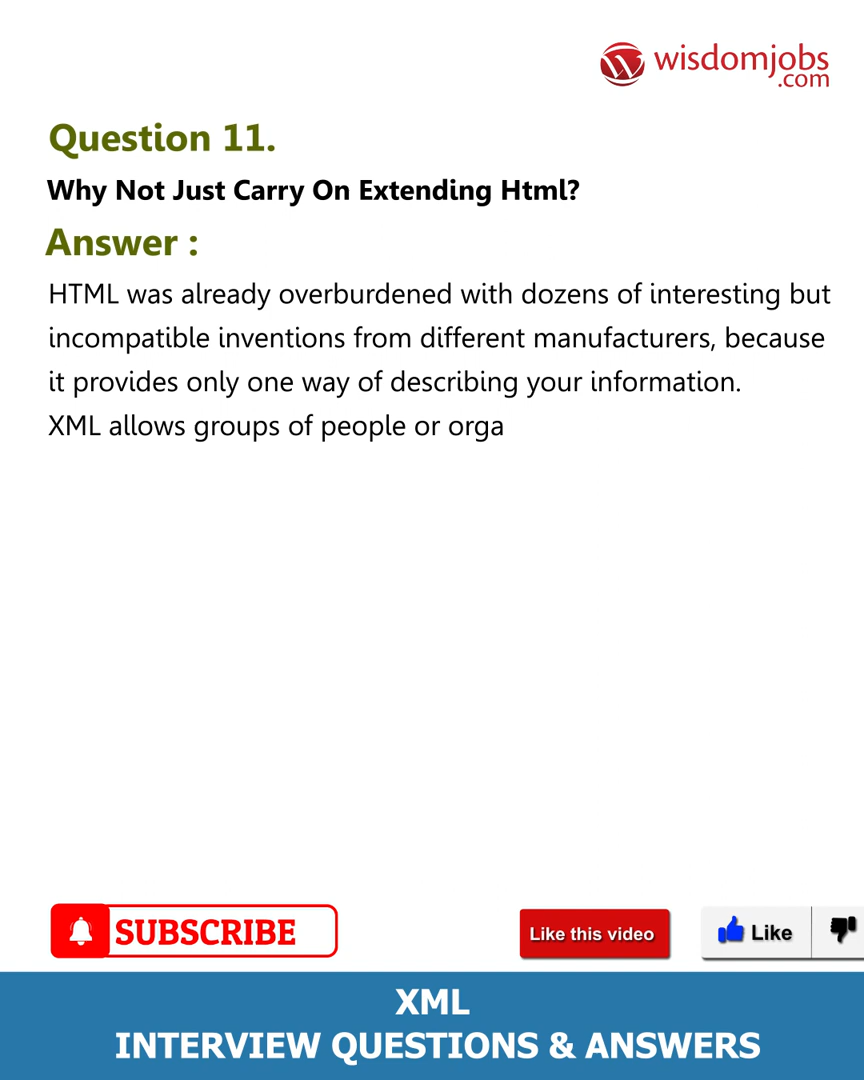 wisdomjobs
.com
Question 11.
Why Not Just Carry On Extending Html?
Answer :
HTML was already overburdened with dozens of interesting but
incompatible inventions from different manufacturers, because
it provides only one way of describing your information.
XML allows groups of people or orga
SUBSCRIBE
Like this video
Like
XML
INTERVIEW QUESTIONS & ANSWERS